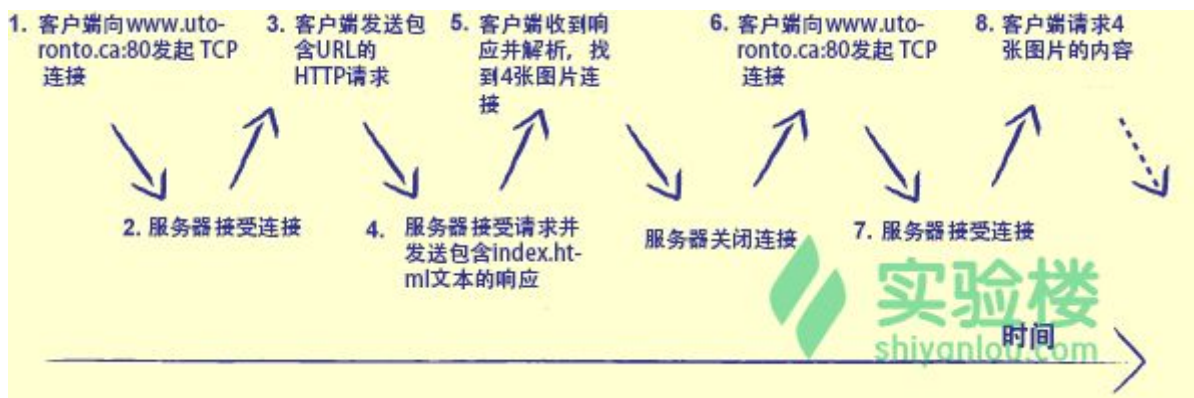 1. 客户端向www.uto-
ronto.ca:80发起 TCP
连接
2. 服务器接受连接
3. 客户端发送包
含URL的
HTTP请求
4. 服务器接受请求并
发送包含index.ht-
ml文本的响应
5. 客户端收到响
应并解析，找
到4张图片连
接
服务器关闭连接
6. 客户端向www.uto-
ronto.ca:80发起 TCP
连接
7. 服务器接受连接
8. 客户端请求4
张图片的内容
时间
实验楼
shiyanlou.com